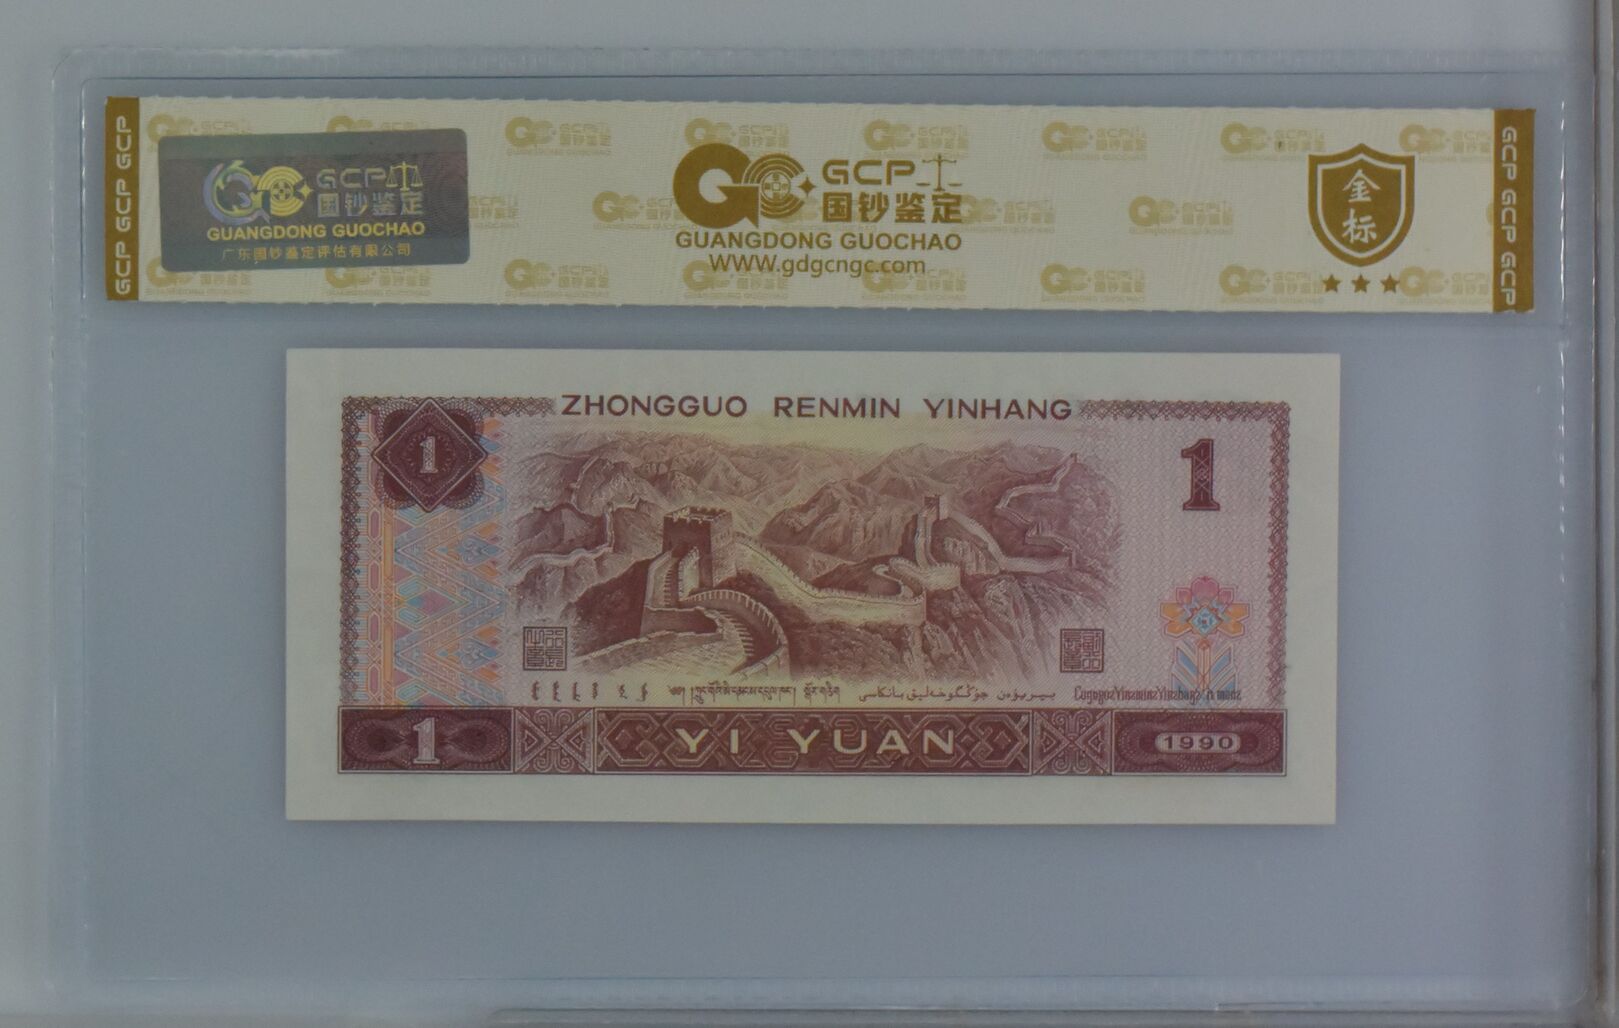 GCP GCP GCP
GCP
国钞鉴定
GUANGDONG GUOCHAO
广东国钞鉴定评估有限公司
GCP
国钞鉴定
GUANGDONG GUOCHAO
WWW.gdgcngc.com
金
标
GCP GCP GCP GCP
ZHONGGUO RENMIN YINHANG
1
1
1
YI YUAN
1990